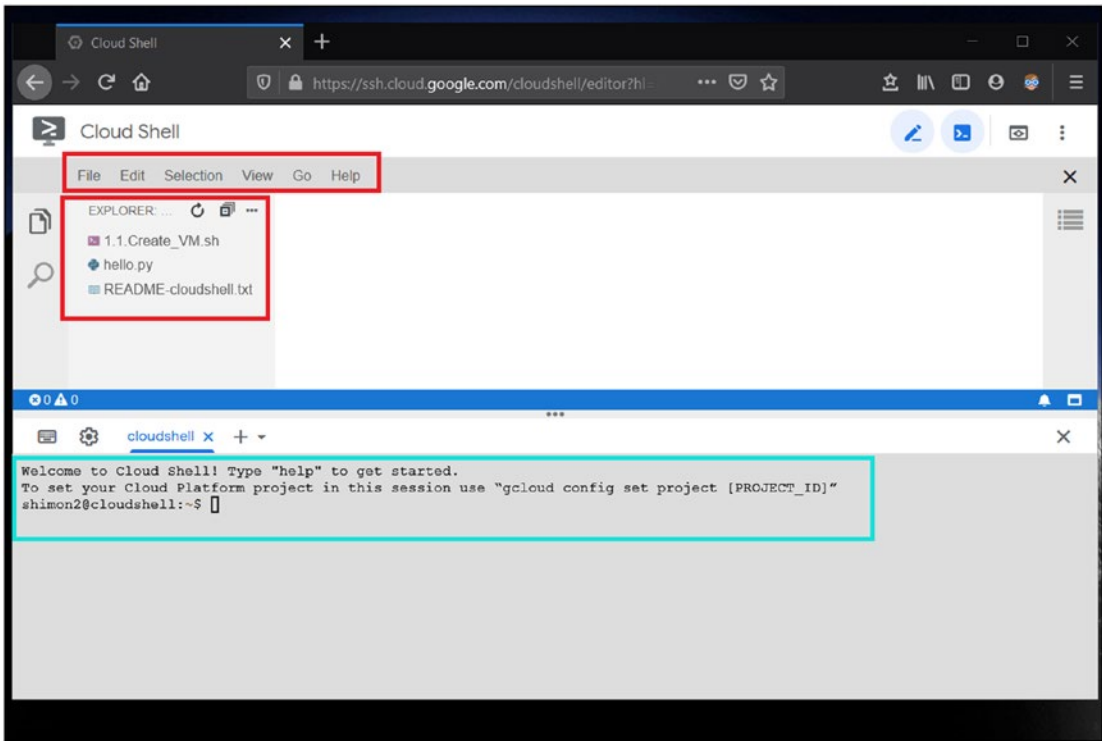 Cloud Shell
https://ssh.cloud.google.com/cloudshell/editor?hl=
Cloud Shell
File Edit Selection View Go Help
EXPLORER: ...
1.1.Create_VM.sh
hello.py
README-cloudshell.txt
0 0
cloudshell
Welcome to Cloud Shell! Type "help" to get started.
To set your Cloud Platform project in this session use “gcloud config set project [PROJECT_ID]”
shimon2@cloudshell:~$